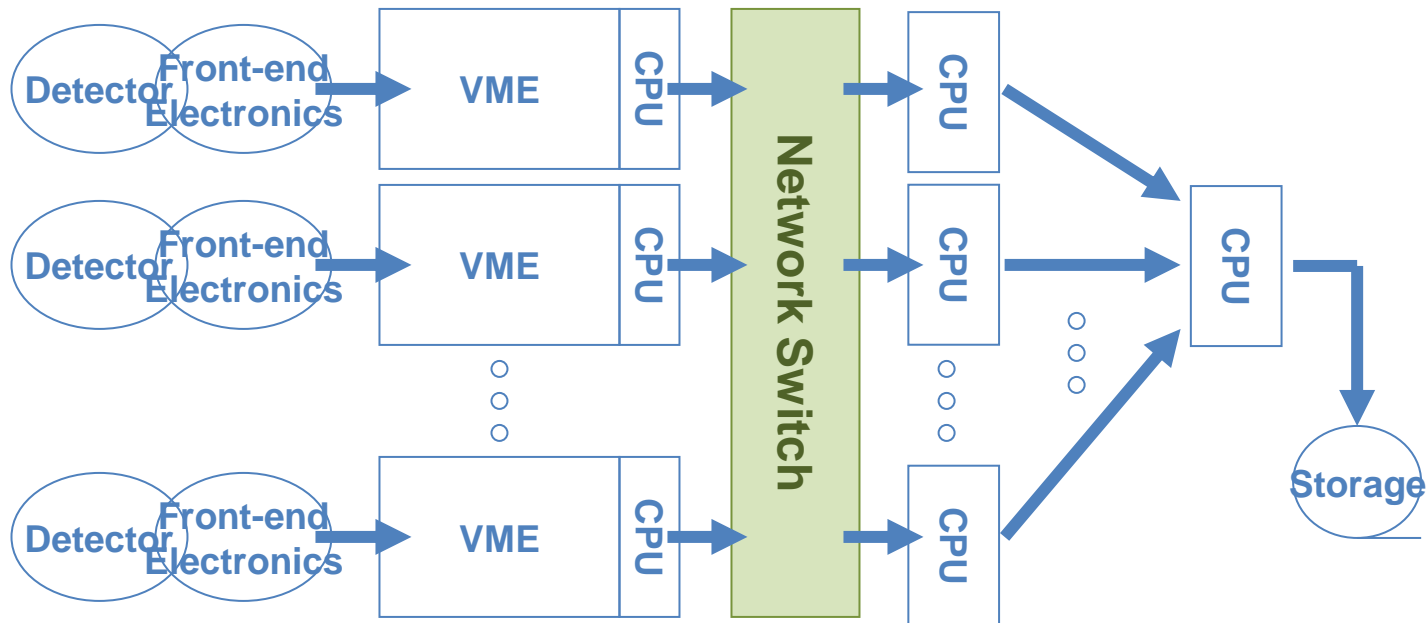 Detector
Front-end
Electronics
VME
CPU
CPU
Detector
Front-end
Electronics
VME
CPU
Network Switch
CPU
CPU
Storage
Detector
Front-end
Electronics
VME
CPU
CPU